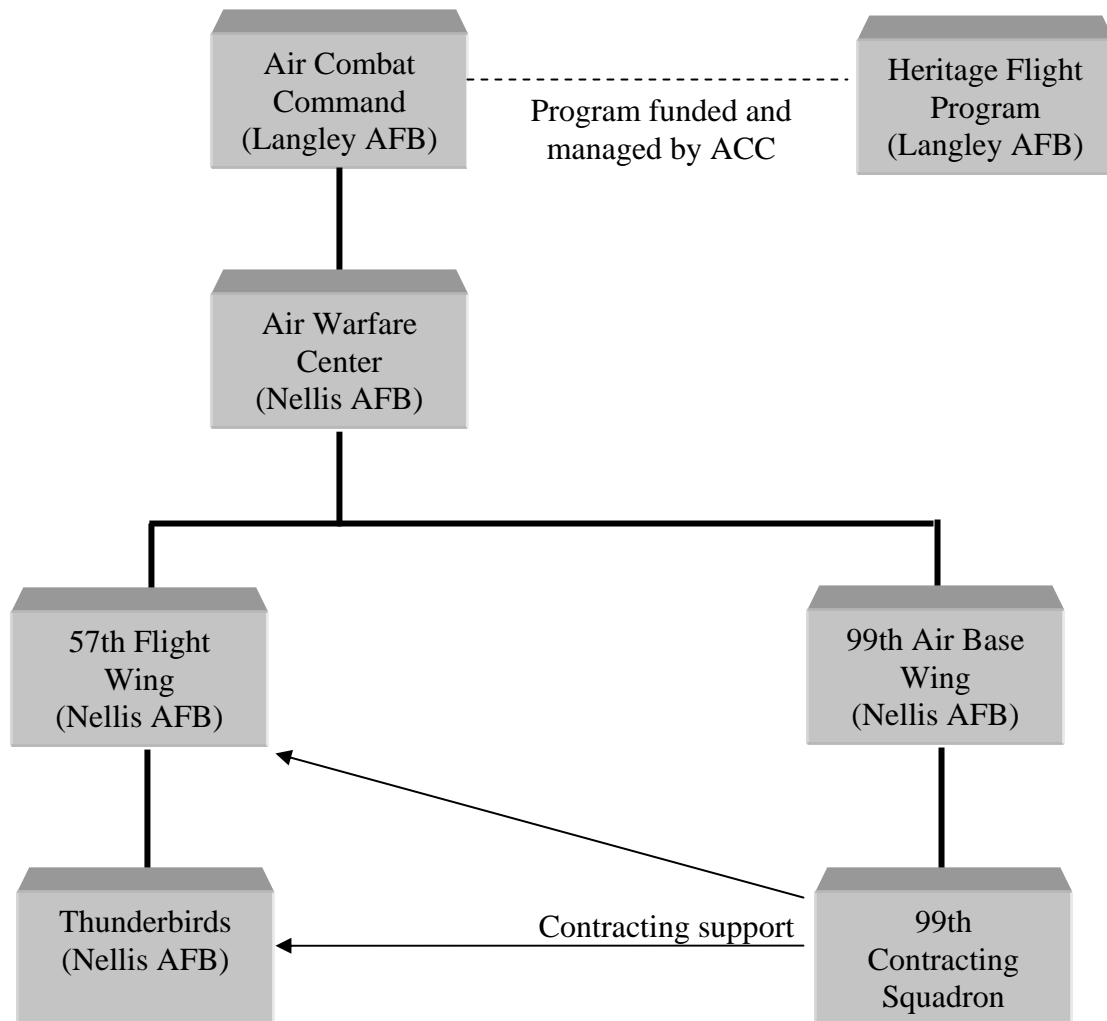 Air Combat
Command
(Langley AFB)
Program funded and
managed by ACC
Heritage Flight
Program
(Langley AFB)
Air Warfare
Center
(Nellis AFB)
57th Flight
Wing
(Nellis AFB)
99th Air Base
Wing
(Nellis AFB)
Thunderbirds
(Nellis AFB)
Contracting support
99th
Contracting
Squadron